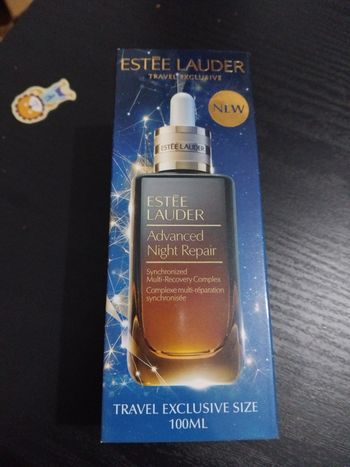 ESTĒE LAUDER
TRAVEL EXCLUSIVE
NEW
ESTĒE LAUDER
ESTĒE
LAUDER
Advanced
Night Repair
Synchronized
Multi-Recovery Complex
Complexe multi-réparation
synchronisée
TRAVEL EXCLUSIVE SIZE
100ML